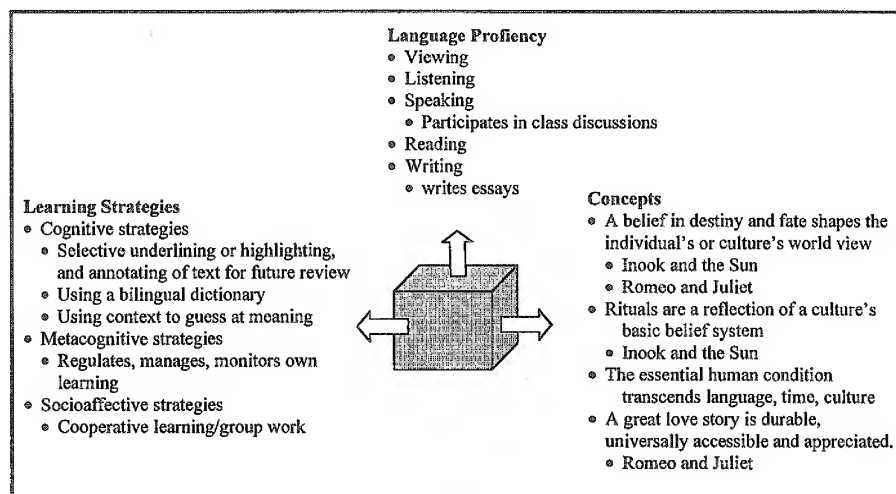 Language Profiency
• Viewing
• Listening
• Speaking
• Participates in class discussions
• Reading
• Writing
• writes essays
Learning Strategies
• Cognitive strategies
• Selective underlining or highlighting,
and annotating of text for future review
• Using a bilingual dictionary
• Using context to guess at meaning
• Metacognitive strategies
• Regulates, manages, monitors own
learning
• Socioaffective strategies
• Cooperative learning/group work
Concepts
• A belief in destiny and fate shapes the
individual's or culture's world view
• Inook and the Sun
• Romeo and Juliet
• Rituals are a reflection of a culture's
basic belief system
• Inook and the Sun
• The essential human condition
transcends language, time, culture
• A great love story is durable,
universally accessible and appreciated.
• Romeo and Juliet